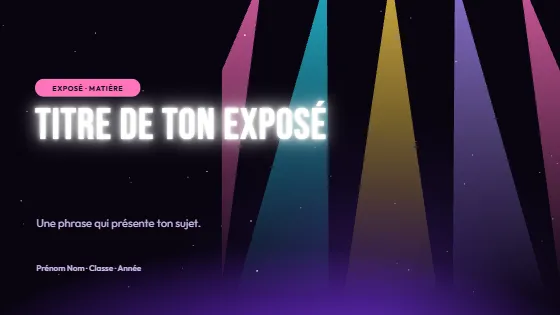 EXPOSÉ · MATIÈRE
TITRE DE TON EXPOSÉ
Une phrase qui présente ton sujet.
Prénom Nom · Classe · Année